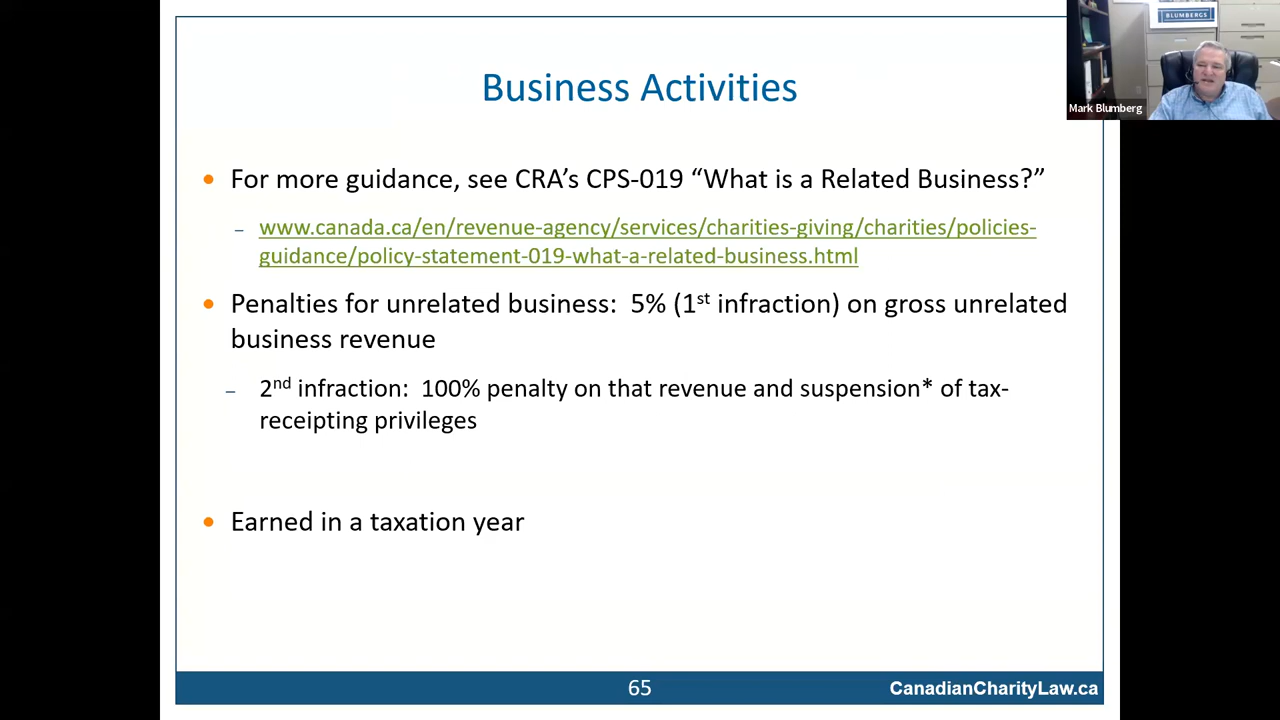 BLUMBERGS
Mark Blumberg
Business Activities
• For more guidance, see CRA’s CPS-019 “What is a Related Business?”
– www.canada.ca/en/revenue-agency/services/charities-giving/charities/policies-
guidance/policy-statement-019-what-a-related-business.html
• Penalties for unrelated business: 5% (1st infraction) on gross unrelated
business revenue
– 2nd infraction: 100% penalty on that revenue and suspension* of tax-
receipting privileges
• Earned in a taxation year
65
CanadianCharityLaw.ca